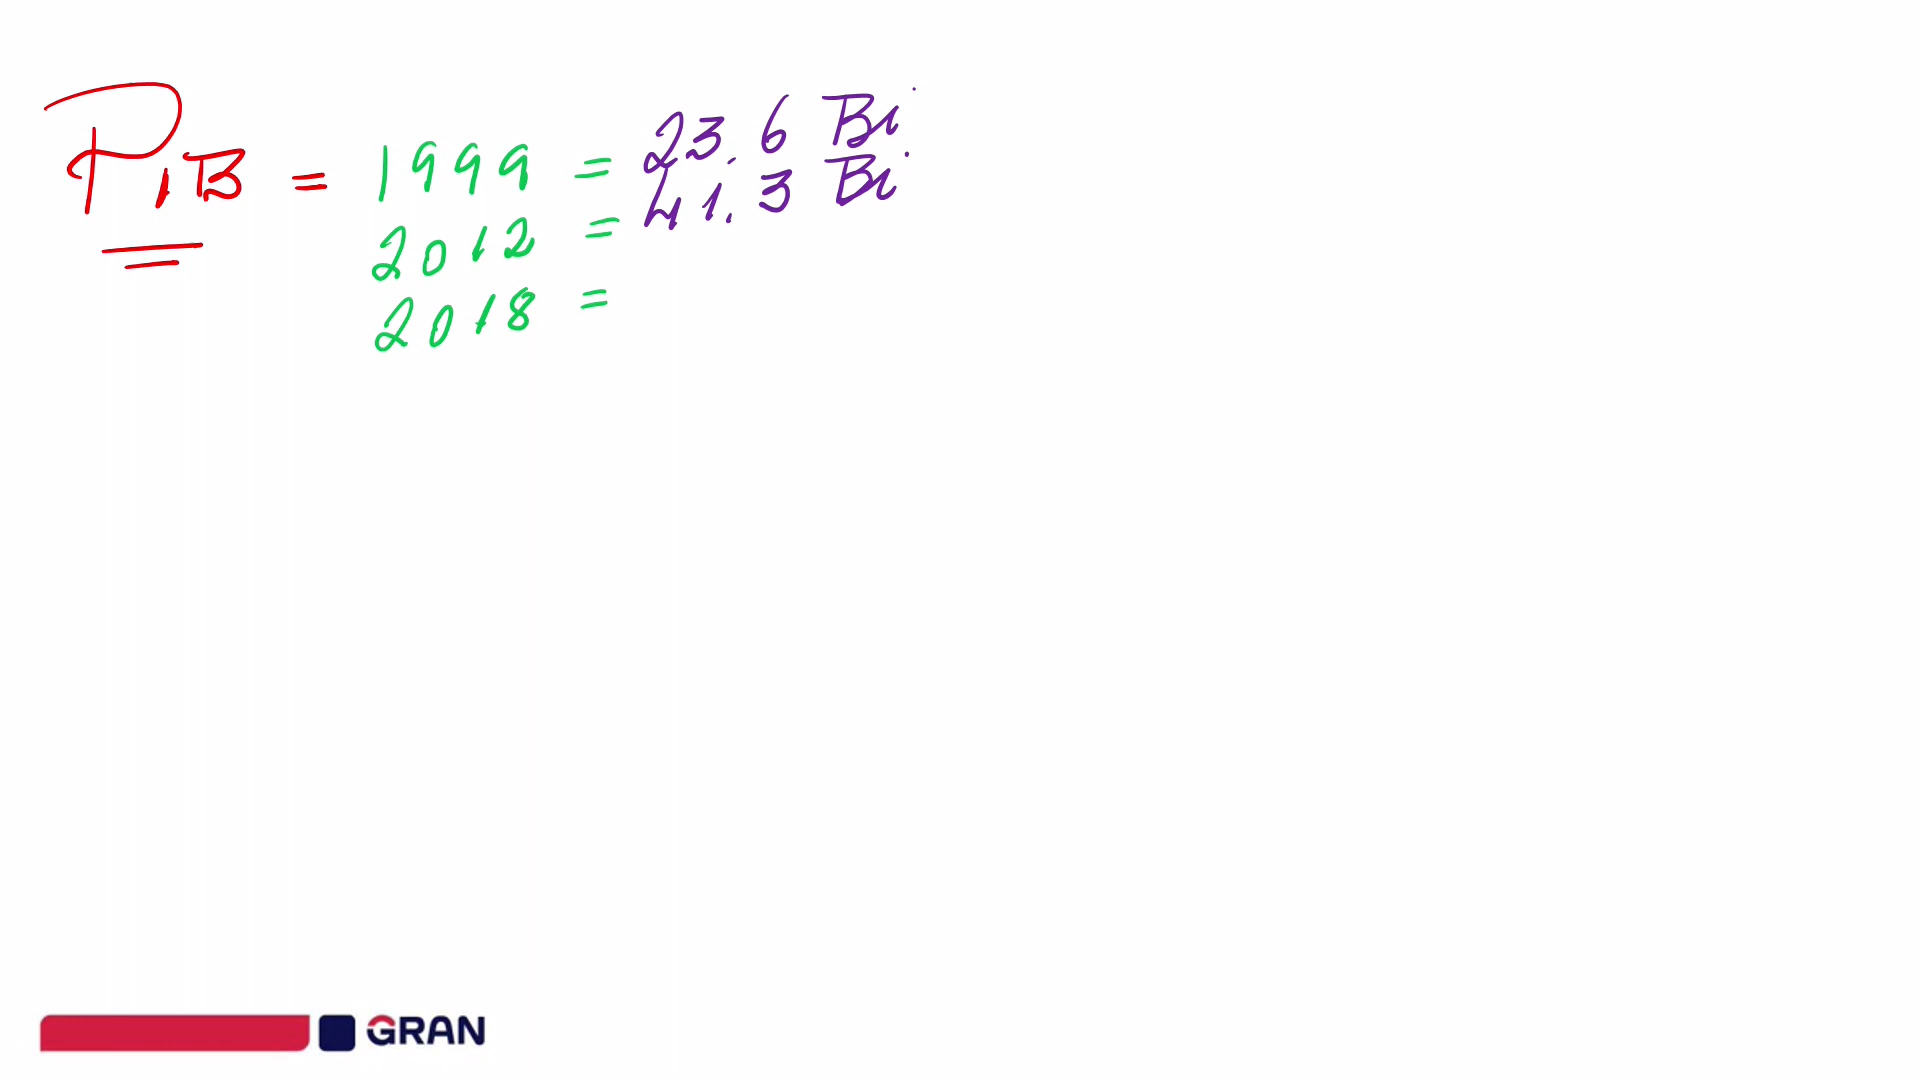 PIB = 1999 = 23.6 Bi
2012 = 41.3 Bi
2018 =
GRAN